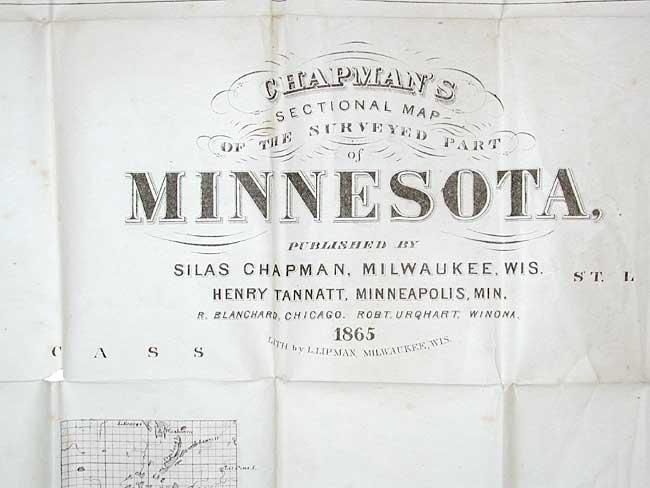 CHAPMAN'S
SECTIONAL MAP
OF THE SURVEYED PART
of
MINNESOTA,
PUBLISHED BY
SILAS CHAPMAN, MILWAUKEE, WIS.
ST. L
HENRY TANNATT, MINNEAPOLIS, MIN.
R. BLANCHARD, CHICAGO. ROBT. URQHART, WINONA.
1865
LITH by L. LIPMAN, MILWAUKEE, WIS.
CASS